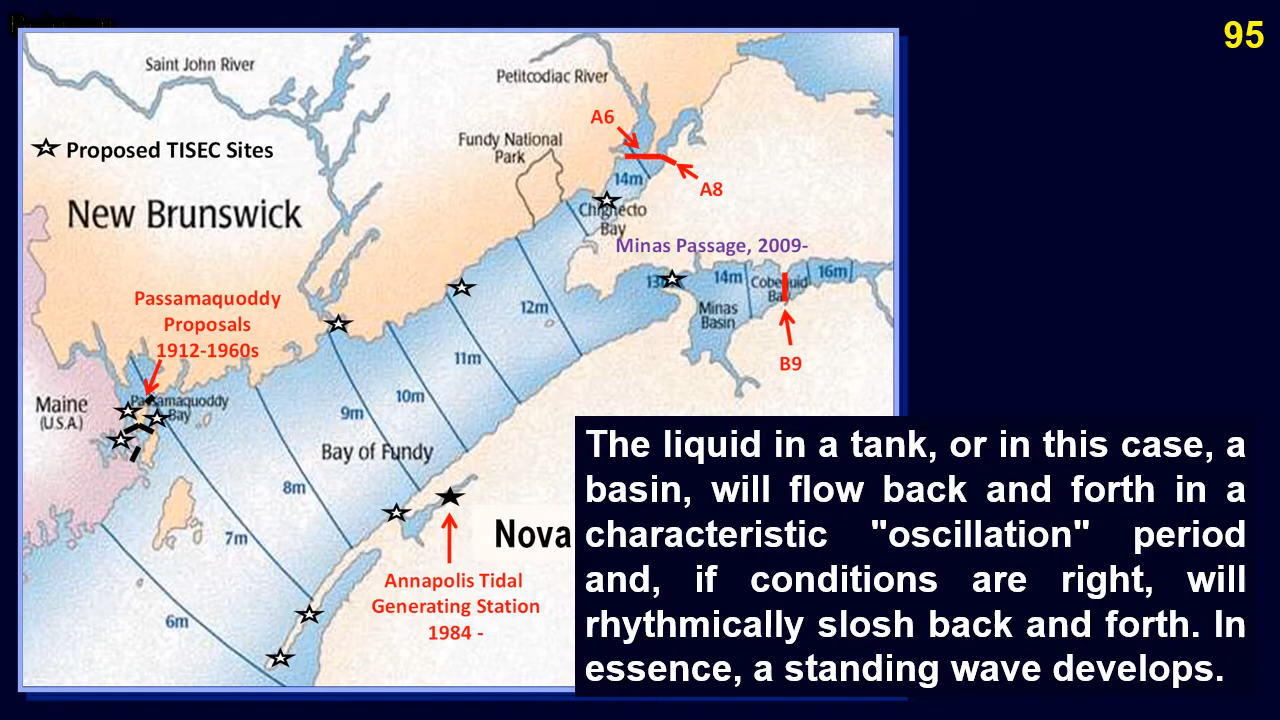 95
Saint John River
Petitcodiac River
A6
Fundy National
Park
Proposed TISEC Sites
14m
A8
New Brunswick
Chignecto
Bay
Minas Passage, 2009-
13m
14m
Cobequid
Bay
16m
Minas
Basin
12m
Passamaquoddy
Proposals
1912-1960s
11m
B9
10m
Maine
(U.S.A.)
Passamaquoddy
Bay
9m
Bay of Fundy
8m
7m
Nova
Annapolis Tidal
Generating Station
1984 -
6m
The liquid in a tank, or in this case, a
basin, will flow back and forth in a
characteristic "oscillation" period
and, if conditions are right, will
rhythmically slosh back and forth. In
essence, a standing wave develops.